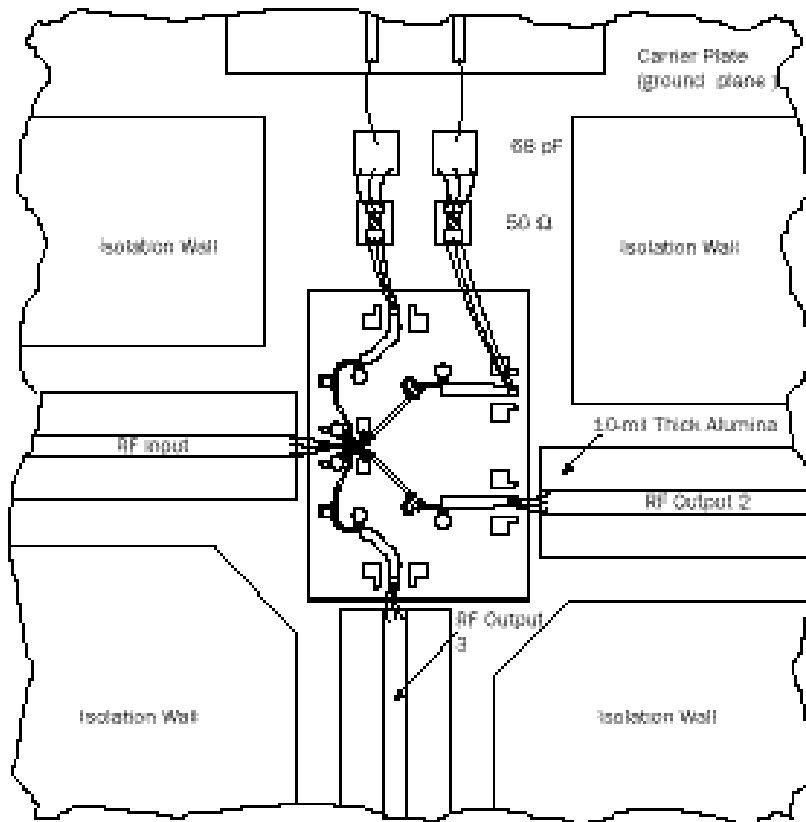 Carrier Plate
(ground plane)
68 pF
50 Ω
Isolation Wall
Isolation Wall
10-mil Thick Alumina
RF Input
RF Output 2
RF Output
3
Isolation Wall
Isolation Wall